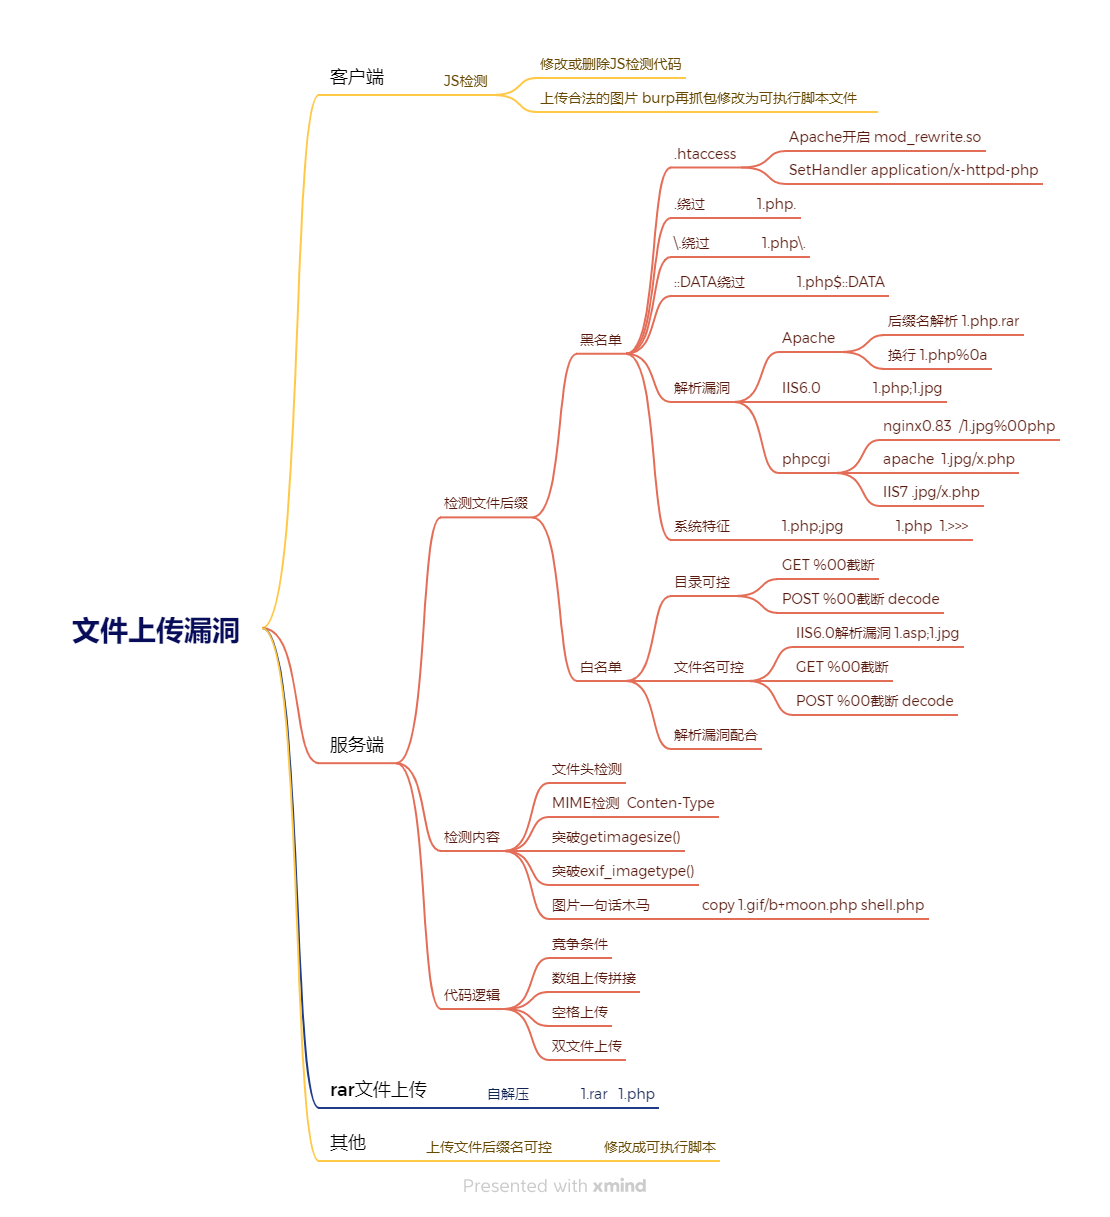 文件上传漏洞
客户端
JS检测
修改或删除JS检测代码
上传合法的图片 burp再抓包修改为可执行脚本文件
服务端
检测文件后缀
黑名单
.htaccess
Apache开启 mod_rewrite.so
SetHandler application/x-httpd-php
.绕过 1.php.
\.绕过 1.php\.
::DATA绕过 1.php$::DATA
解析漏洞
Apache
后缀名解析 1.php.rar
换行 1.php%0a
IIS6.0 1.php;1.jpg
phpcgi
nginx0.83 /1.jpg%00php
apache 1.jpg/x.php
IIS7 .jpg/x.php
系统特征 1.php;jpg 1.php 1.>>>
白名单
目录可控
GET %00截断
POST %00截断 decode
文件名可控
IIS6.0解析漏洞 1.asp;1.jpg
GET %00截断
POST %00截断 decode
解析漏洞配合
检测内容
文件头检测
MIME检测 Conten-Type
突破getimagesize()
突破exif_imagetype()
图片一句话木马 copy 1.gif/b+moon.php shell.php
代码逻辑
竟争条件
数组上传拼接
空格上传
双文件上传
rar文件上传 自解压 1.rar 1.php
其他 上传文件后缀名可控 修改成可执行脚本
Presented with xmind